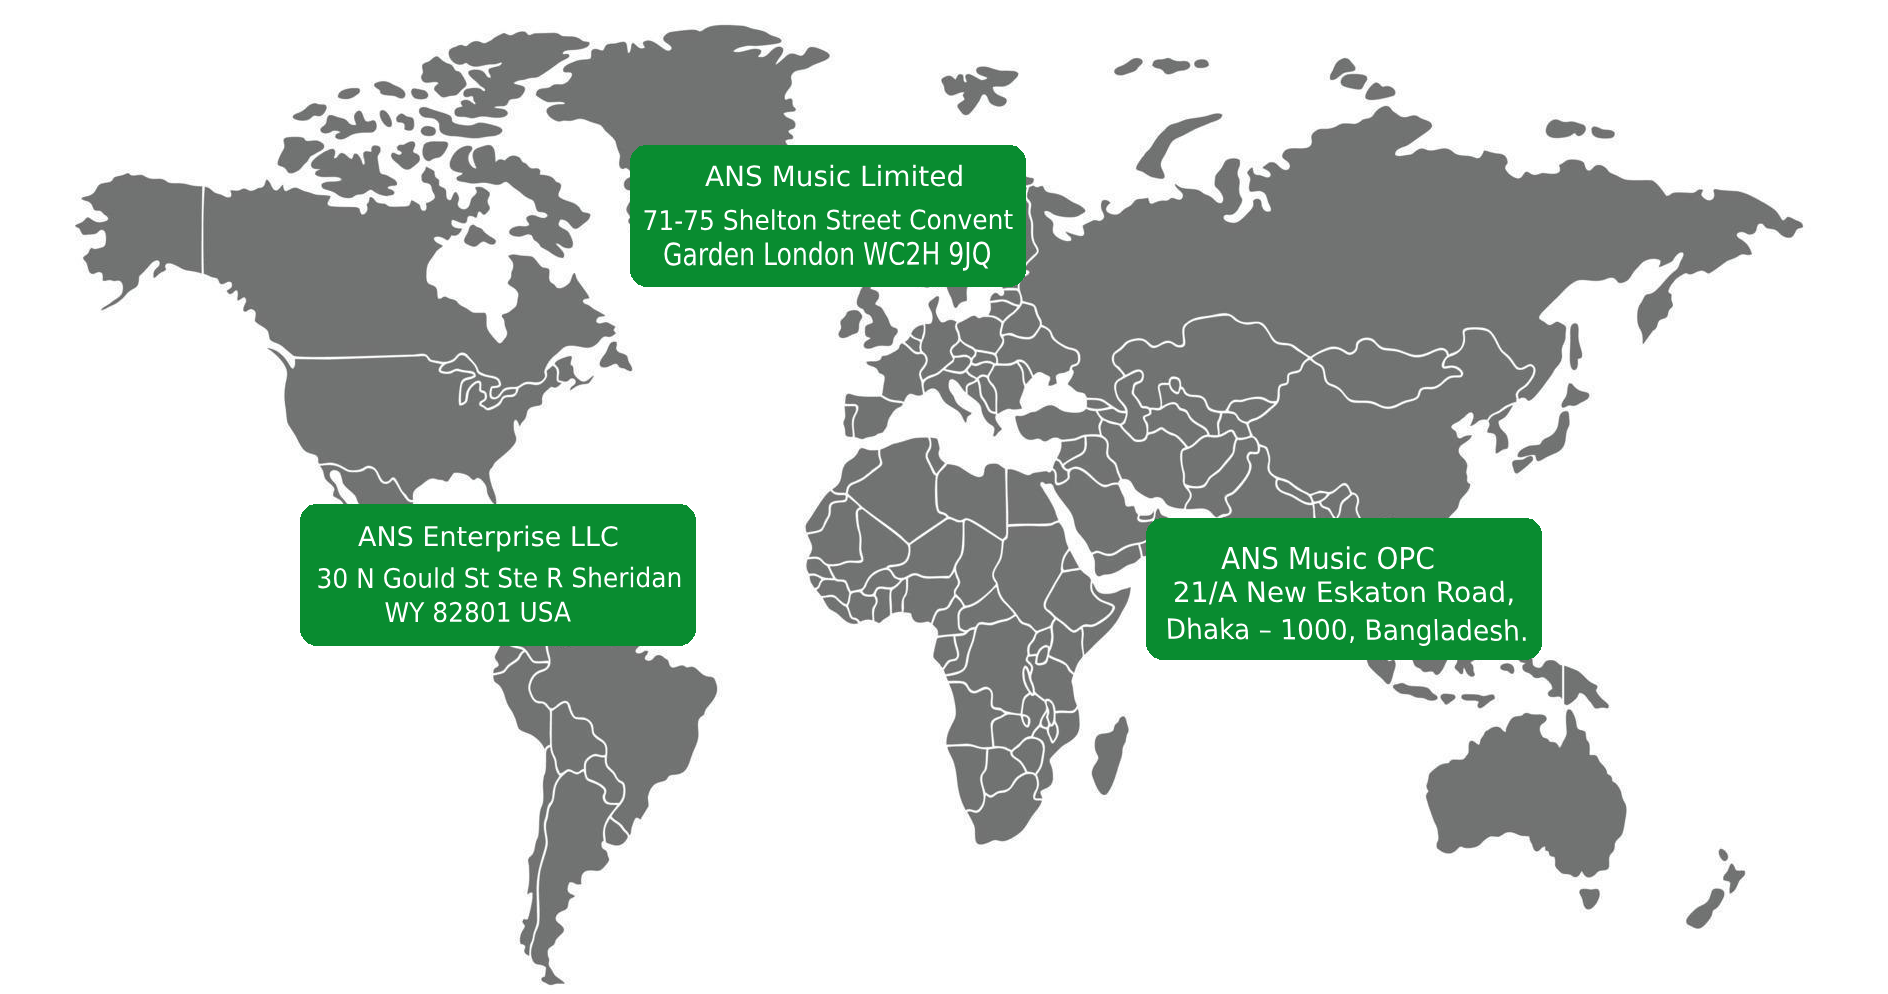 ANS Music Limited
71-75 Shelton Street Convent
Garden London WC2H 9JQ
ANS Enterprise LLC
30 N Gould St Ste R Sheridan
WY 82801 USA
ANS Music OPC
21/A New Eskaton Road,
Dhaka – 1000, Bangladesh.